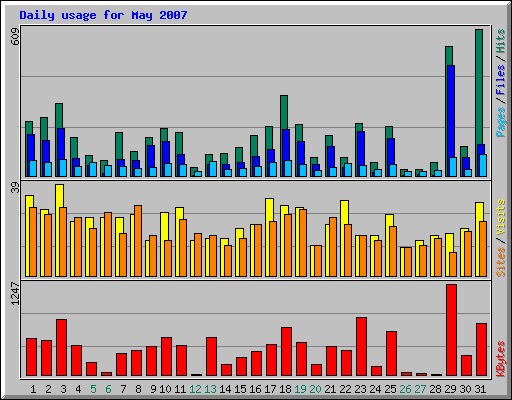 Daily usage for May 2007
609
Pages / Files / Hits
39
Sites / Visits
1247
KBytes
1 2 3 4 5 6 7 8 9 10 11 12 13 14 15 16 17 18 19 20 21 22 23 24 25 26 27 28 29 30 31